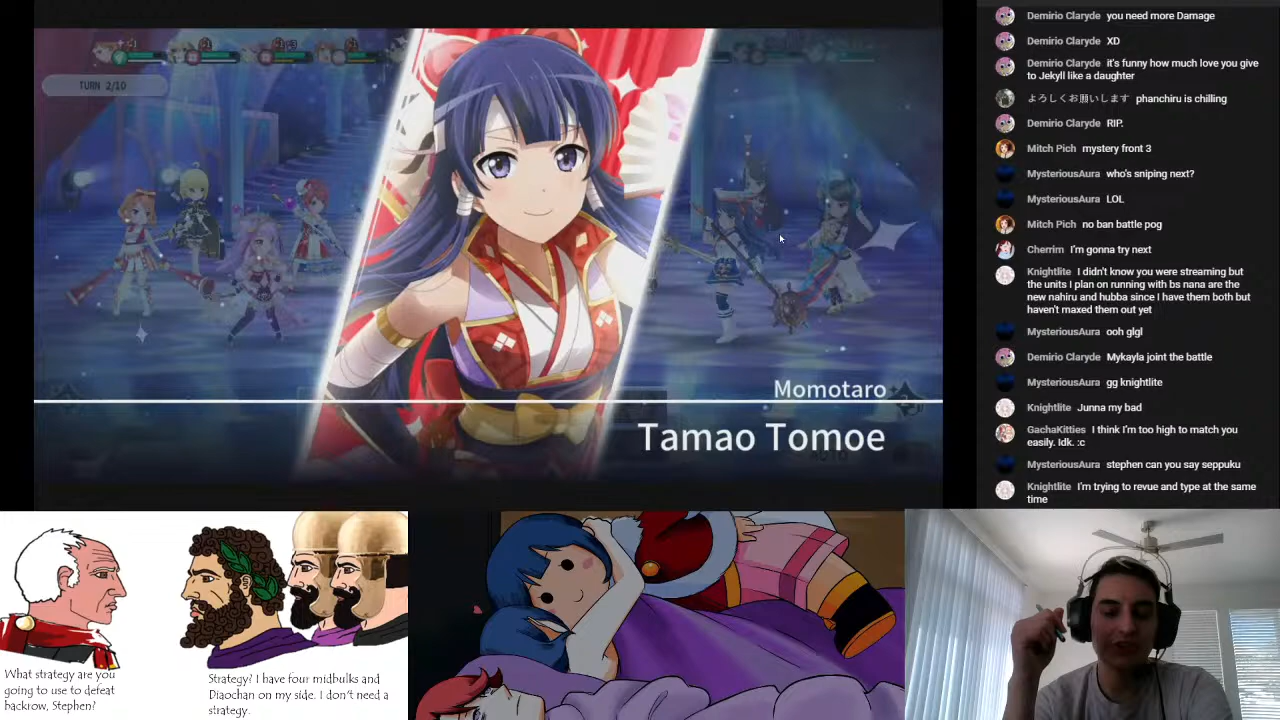 TURN 2/10
Momotaro
Tamao Tomoe
Demirio Claryde you need more Damage
Demirio Claryde XD
Demirio Claryde it's funny how much love you give
to Jekyll like a daughter
よろしくお願いします phanchiru is chilling
Demirio Claryde RIP.
Mitch Pich mystery front 3
MysteriousAura who's sniping next?
MysteriousAura LOL
Mitch Pich no ban battle pog
Cherrim I'm gonna try next
Knightlite I didn't know you were streaming but
the units I plan on running with bs nana are the
new nahiru and hubba since I have them both but
haven't maxed them out yet
MysteriousAura ooh glgl
Demirio Claryde Mykayla joint the battle
MysteriousAura gg knightlite
Knightlite Junna my bad
GachaKitties I think I'm too high to match you
easily. Idk. :c
MysteriousAura stephen can you say seppuku
Knightlite I'm trying to revue and type at the same
time
What strategy are you
going to use to defeat
hackrow, Stephen?
Strategy? I have four midbulks and
Diaochan on my side. I don't need a
strategy.